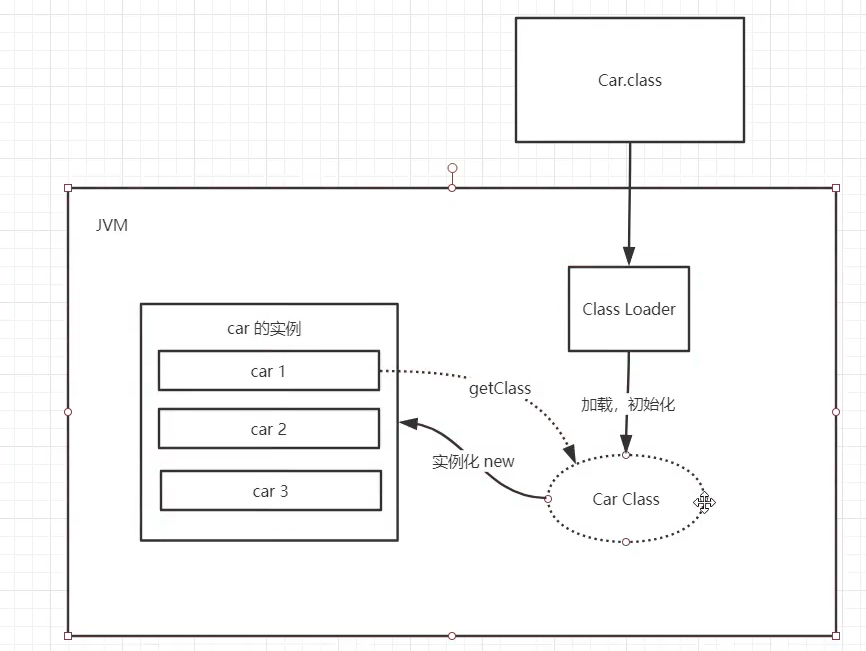 Car.class
JVM
Class Loader
car 的实例
car 1
getClass
加载，初始化
car 2
实例化 new
car 3
Car Class